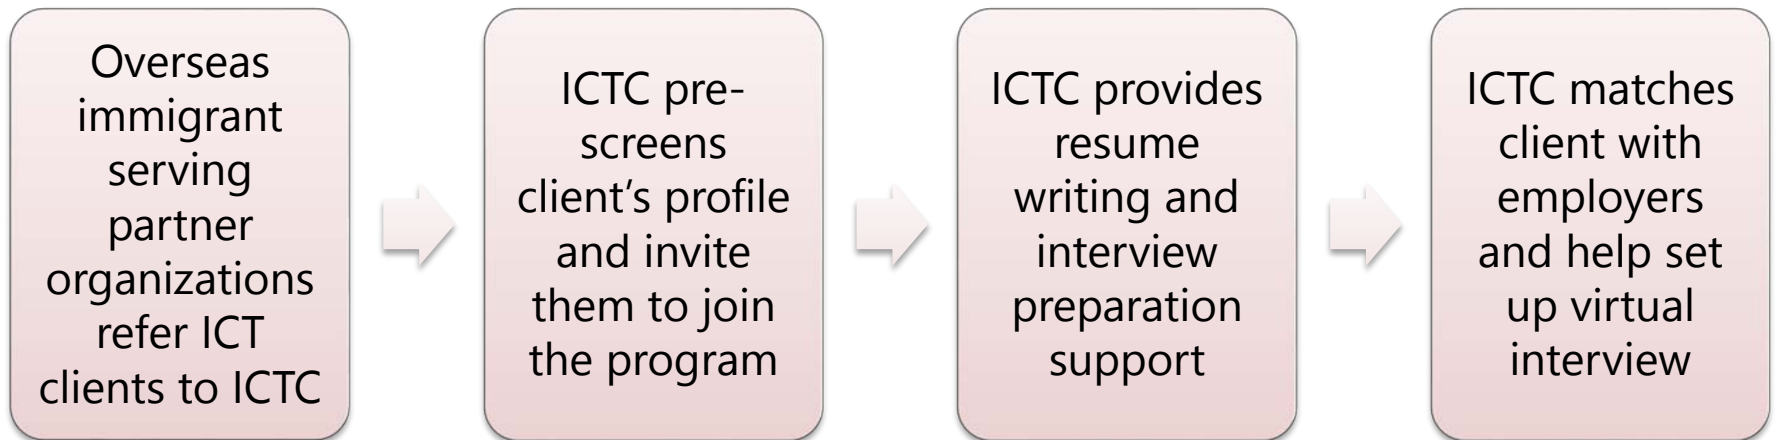 Overseas
immigrant
serving
partner
organizations
refer ICT
clients to ICTC
ICTC pre-
screens
client’s profile
and invite
them to join
the program
ICTC provides
resume
writing and
interview
preparation
support
ICTC matches
client with
employers
and help set
up virtual
interview